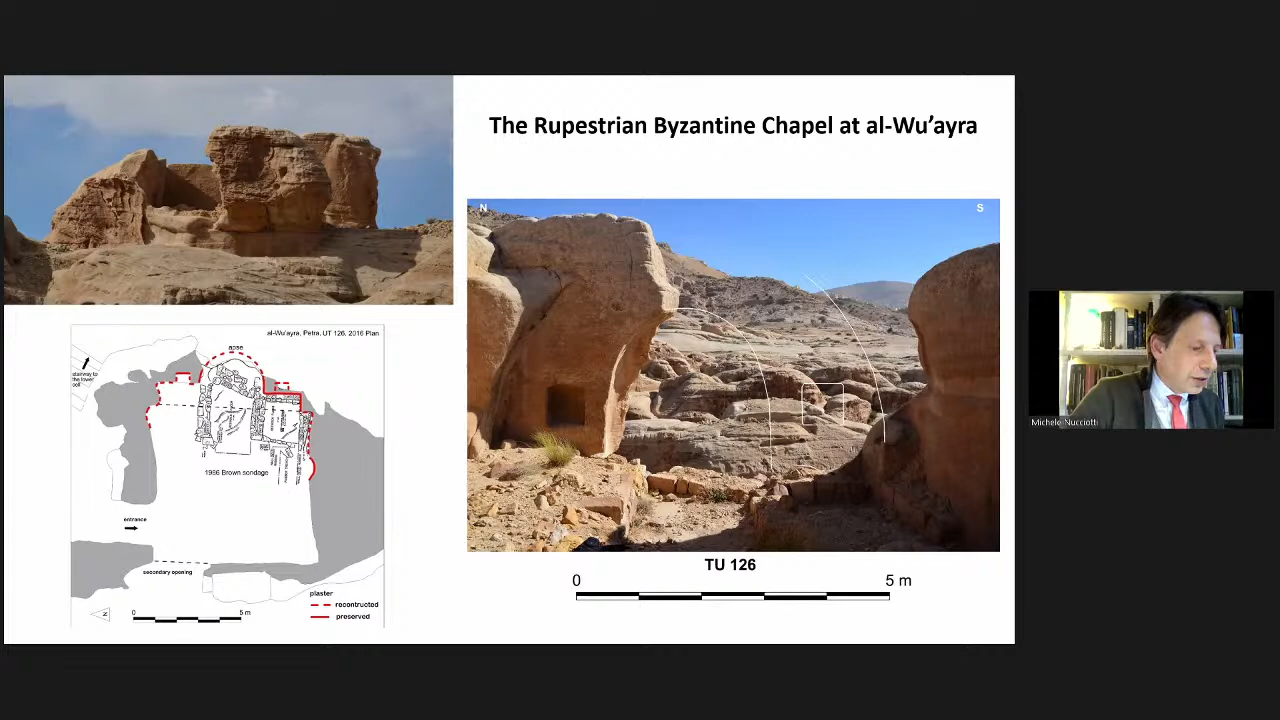 The Rupestrian Byzantine Chapel at al-Wu'ayra
N
S
TU 126
0
5 m
al-Wu'ayra, Petra, UT 126, 2016 Plan
apse
stairway to
the lower
1986 Brown sondage
entrance
secondary opening
plaster
recontructed
preserved
N
0
5 m
Michele Nucciotti